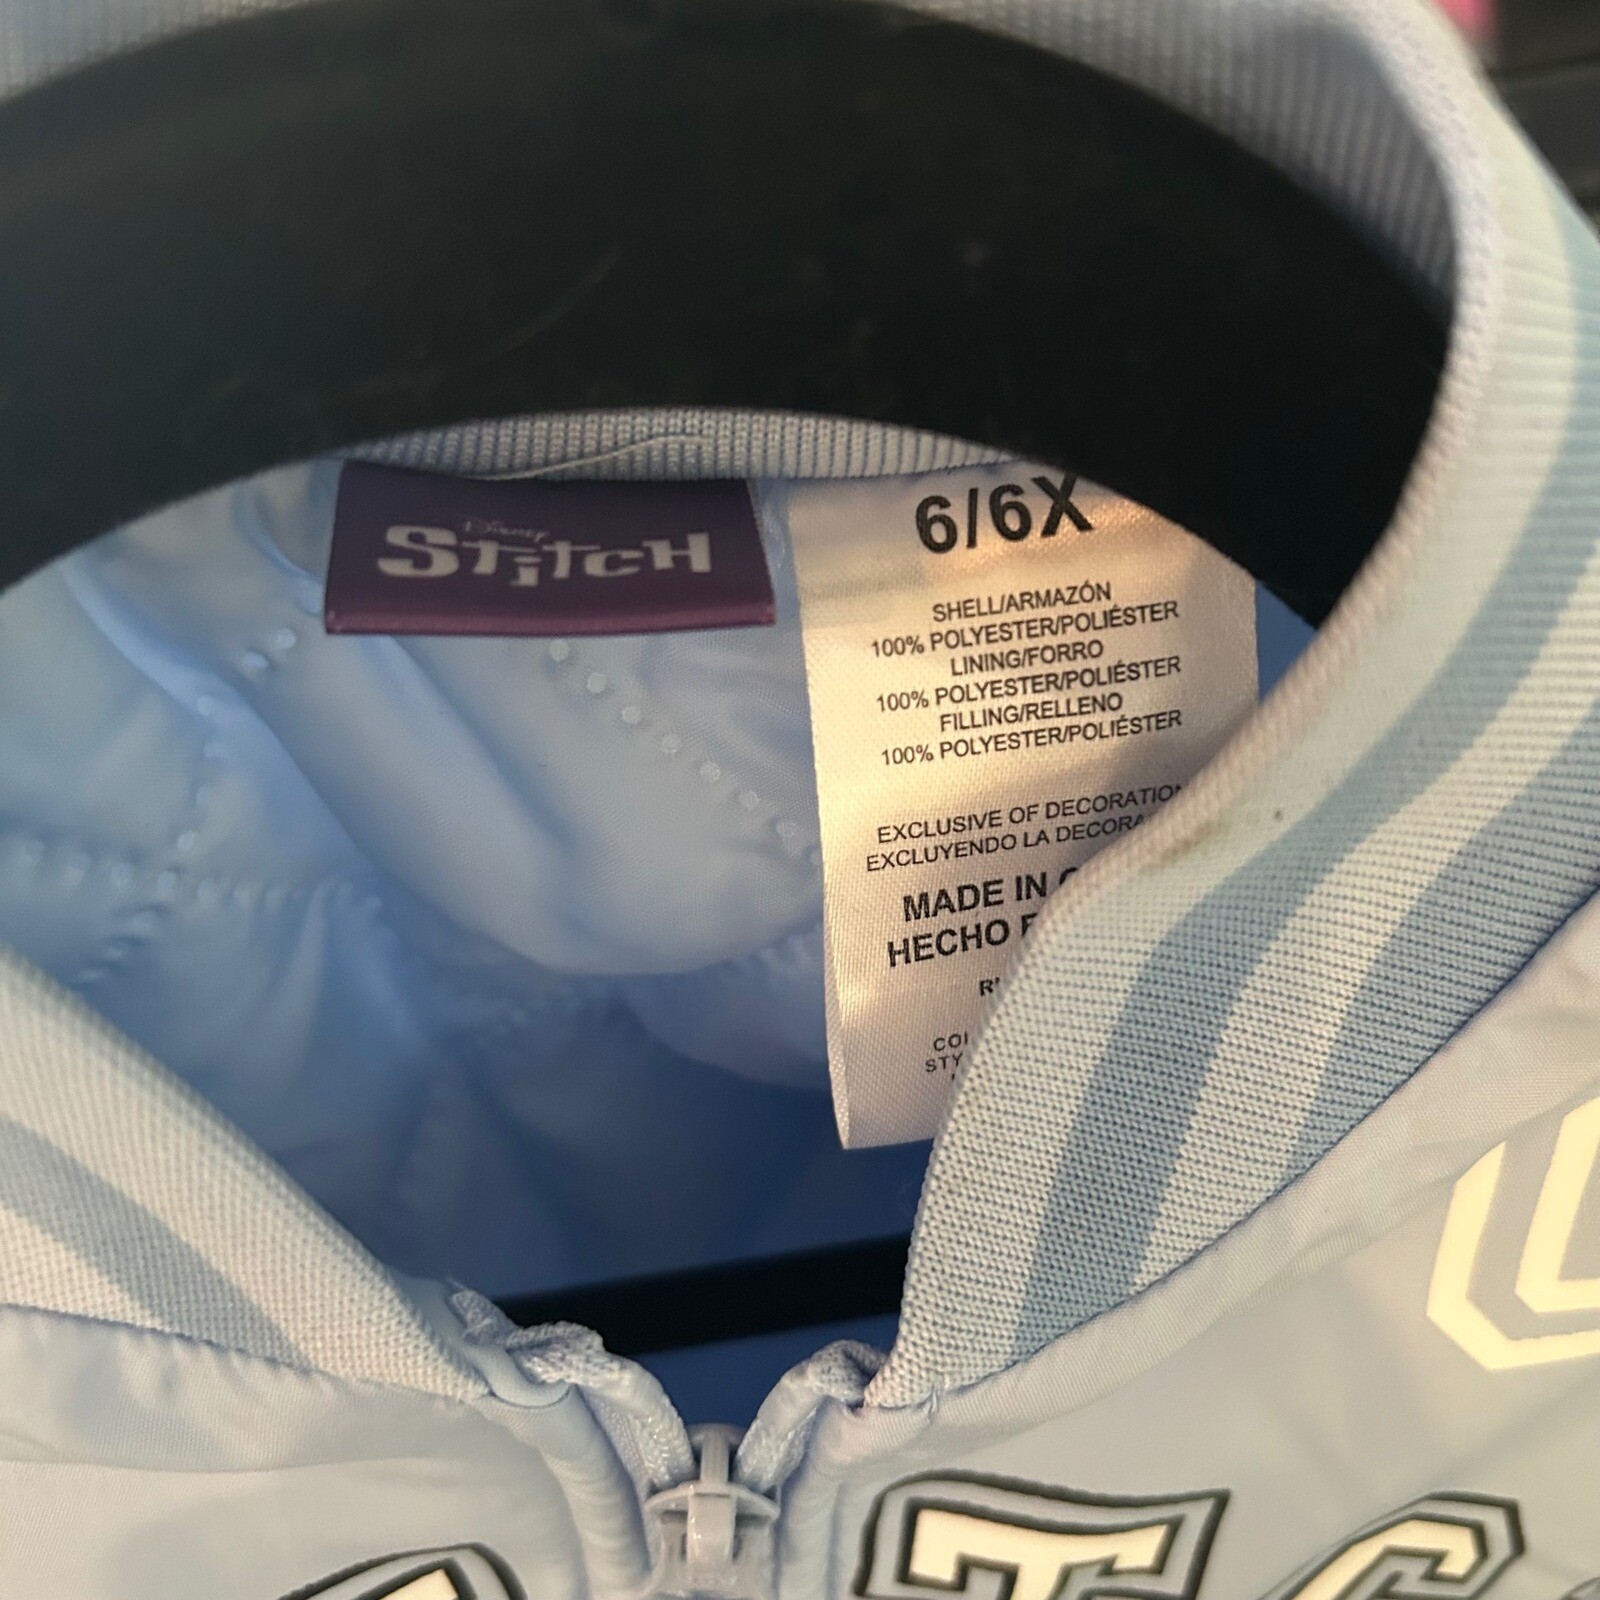 Disney
STitCH
6/6X
SHELL/ARMAZÓN
100% POLYESTER/POLIÉSTER
LINING/FORRO
100% POLYESTER/POLIÉSTER
FILLING/RELLENO
100% POLYESTER/POLIÉSTER
EXCLUSIVE OF DECORATION
EXCLUYENDO LA DECORA
MADE IN
HECHO